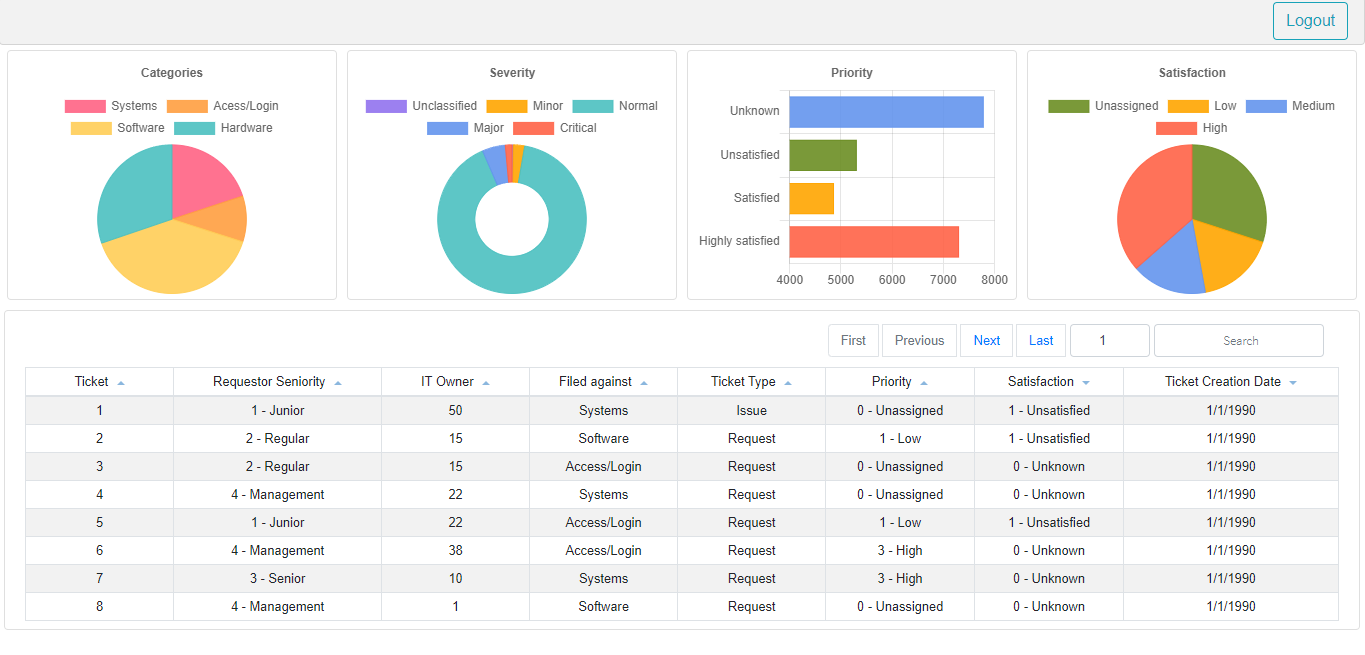 Logout
Categories
Systems Acess/Login
Software Hardware
Severity
Unclassified Minor Normal
Major Critical
Priority
Unknown
Unsatisfied
Satisfied
Highly satisfied
4000 5000 6000 7000 8000
Satisfaction
Unassigned Low Medium
High
First Previous Next Last 1 Search
Ticket Requestor Seniority IT Owner Filed against Ticket Type Priority Satisfaction Ticket Creation Date
1 1 - Junior 50 Systems Issue 0 - Unassigned 1 - Unsatisfied 1/1/1990
2 2 - Regular 15 Software Request 1 - Low 1 - Unsatisfied 1/1/1990
3 2 - Regular 15 Access/Login Request 0 - Unassigned 0 - Unknown 1/1/1990
4 4 - Management 22 Systems Request 0 - Unassigned 0 - Unknown 1/1/1990
5 1 - Junior 22 Access/Login Request 1 - Low 1 - Unsatisfied 1/1/1990
6 4 - Management 38 Access/Login Request 3 - High 0 - Unknown 1/1/1990
7 3 - Senior 10 Systems Request 3 - High 0 - Unknown 1/1/1990
8 4 - Management 1 Software Request 0 - Unassigned 0 - Unknown 1/1/1990